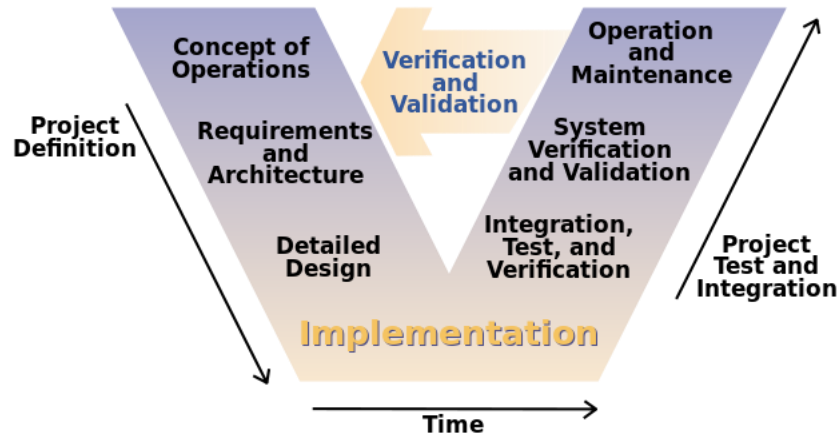 Concept of
Operations
Verification
and
Validation
Operation
and
Maintenance
Project
Definition
Requirements
and
Architecture
System
Verification
and Validation
Detailed
Design
Integration,
Test, and
Verification
Project
Test and
Integration
Implementation
Time